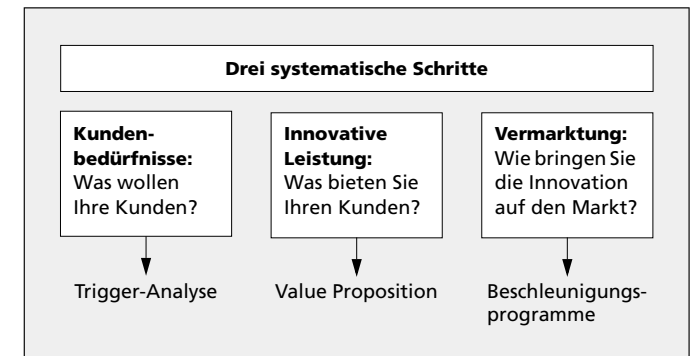 Drei systematische Schritte
Kunden-
bedürfnisse:
Was wollen
Ihre Kunden?
Innovative
Leistung:
Was bieten Sie
Ihren Kunden?
Vermarktung:
Wie bringen Sie
die Innovation
auf den Markt?
Trigger-Analyse
Value Proposition
Beschleunigungs-
programme